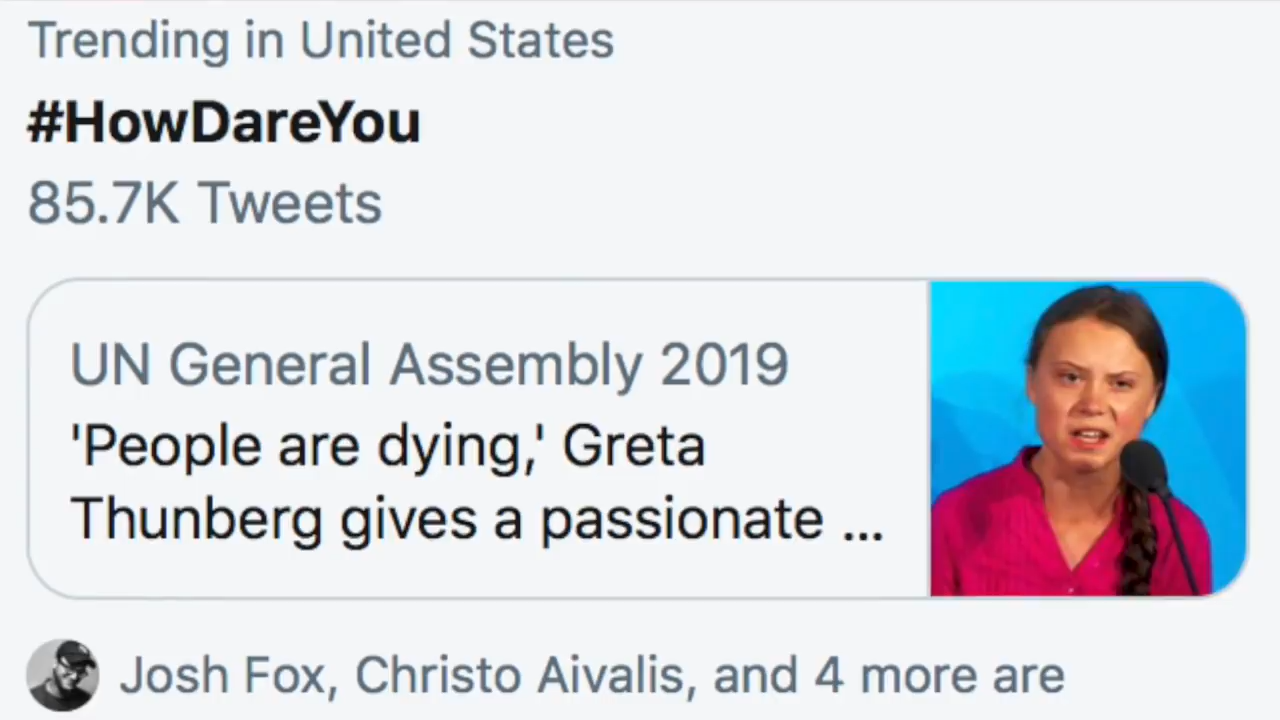 Trending in United States
#HowDareYou
85.7K Tweets
UN General Assembly 2019
'People are dying,' Greta
Thunberg gives a passionate ...
Josh Fox, Christo Aivalis, and 4 more are